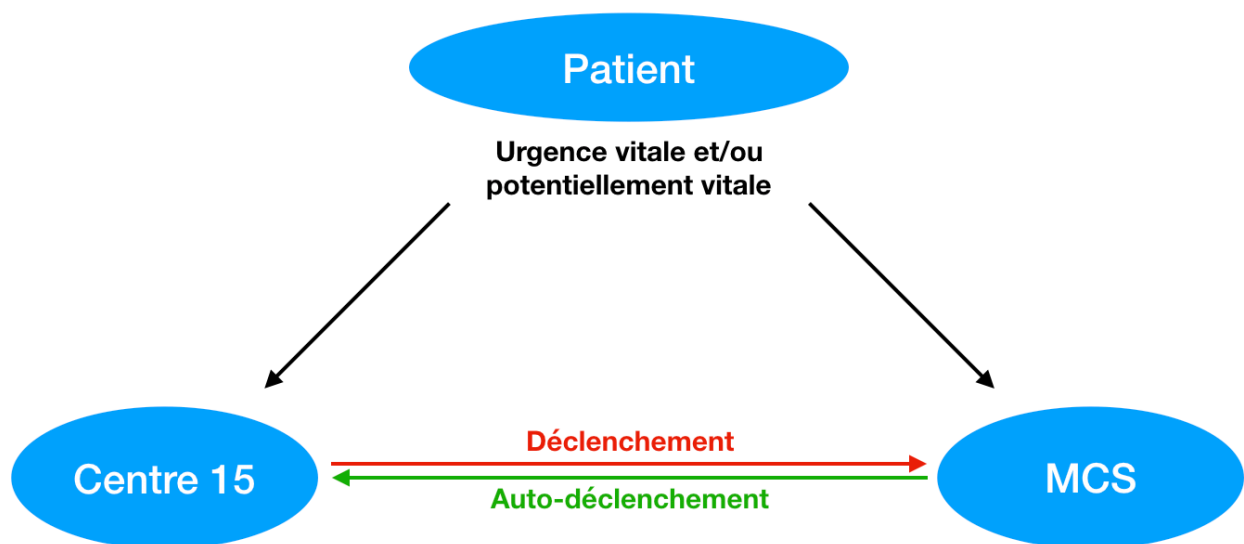 Patient
Urgence vitale et/ou
potentiellement vitale
Déclenchement
Centre 15
MCS
Auto-déclenchement